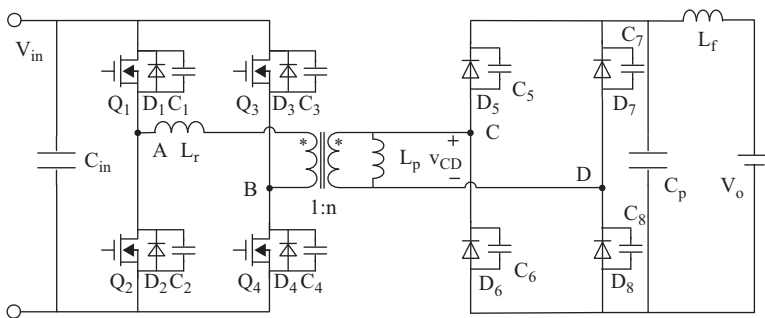 V_in
C_in
Q_1
D_1 C_1
Q_3
D_3 C_3
A
L_r
B
*
*
1:n
L_p
+
v_CD
−
C
D
Q_2
D_2 C_2
Q_4
D_4 C_4
D_5
C_5
C_7
D_7
D_6
C_6
C_8
D_8
C_p
L_f
V_o